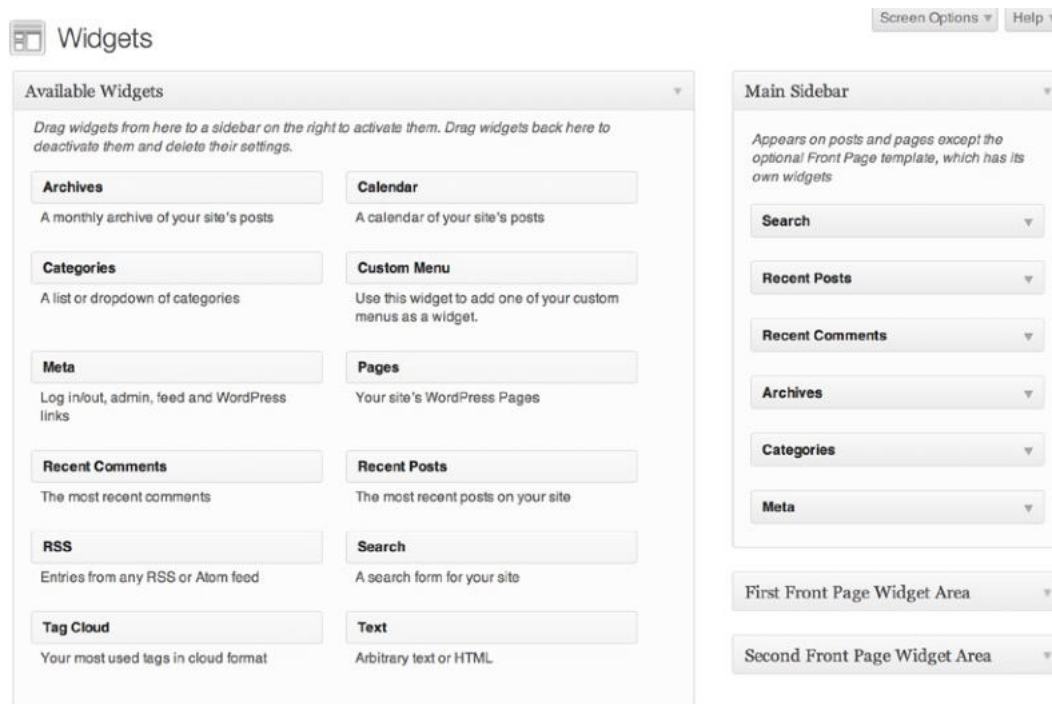 Screen Options
Help
Widgets
Available Widgets
Drag widgets from here to a sidebar on the right to activate them. Drag widgets back here to
deactivate them and delete their settings.
Archives
A monthly archive of your site's posts
Calendar
A calendar of your site's posts
Categories
A list or dropdown of categories
Custom Menu
Use this widget to add one of your custom
menus as a widget.
Meta
Log in/out, admin, feed and WordPress
links
Pages
Your site's WordPress Pages
Recent Comments
The most recent comments
Recent Posts
The most recent posts on your site
RSS
Entries from any RSS or Atom feed
Search
A search form for your site
Tag Cloud
Your most used tags in cloud format
Text
Arbitrary text or HTML
Main Sidebar
Appears on posts and pages except the
optional Front Page template, which has its
own widgets
Search
Recent Posts
Recent Comments
Archives
Categories
Meta
First Front Page Widget Area
Second Front Page Widget Area